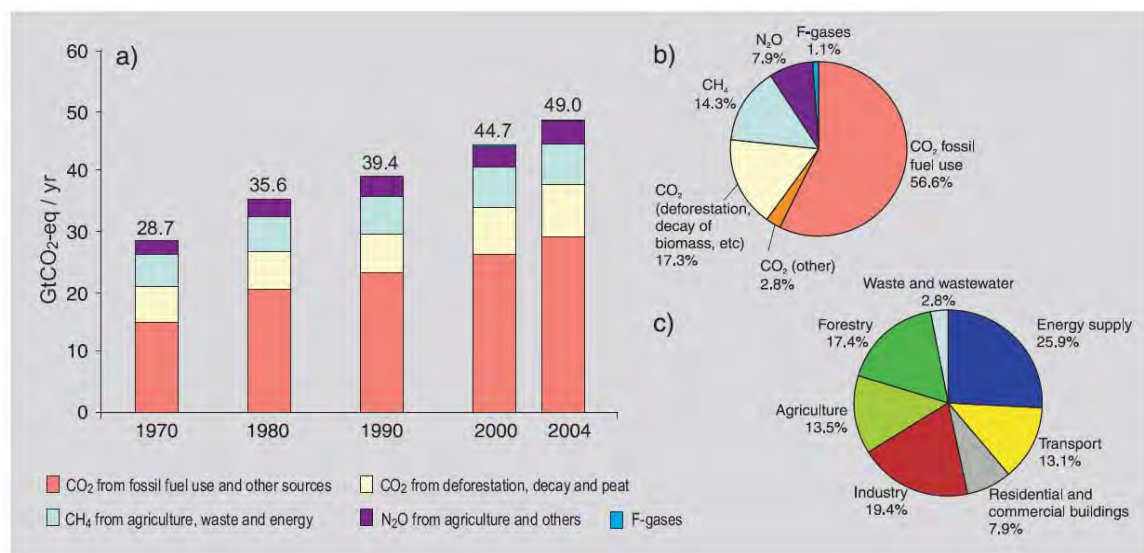 a)
GtCO₂-eq / yr
60
50
40
30
20
10
0
28.7
35.6
39.4
44.7
49.0
1970
1980
1990
2000
2004
b)
F-gases
1.1%
N₂O
7.9%
CH₄
14.3%
CO₂ fossil
fuel use
56.6%
CO₂
(deforestation,
decay of
biomass, etc)
17.3%
CO₂ (other)
2.8%
c)
Waste and wastewater
2.8%
Forestry
17.4%
Energy supply
25.9%
Agriculture
13.5%
Transport
13.1%
Industry
19.4%
Residential and
commercial buildings
7.9%
CO₂ from fossil fuel use and other sources
CO₂ from deforestation, decay and peat
CH₄ from agriculture, waste and energy
N₂O from agriculture and others
F-gases